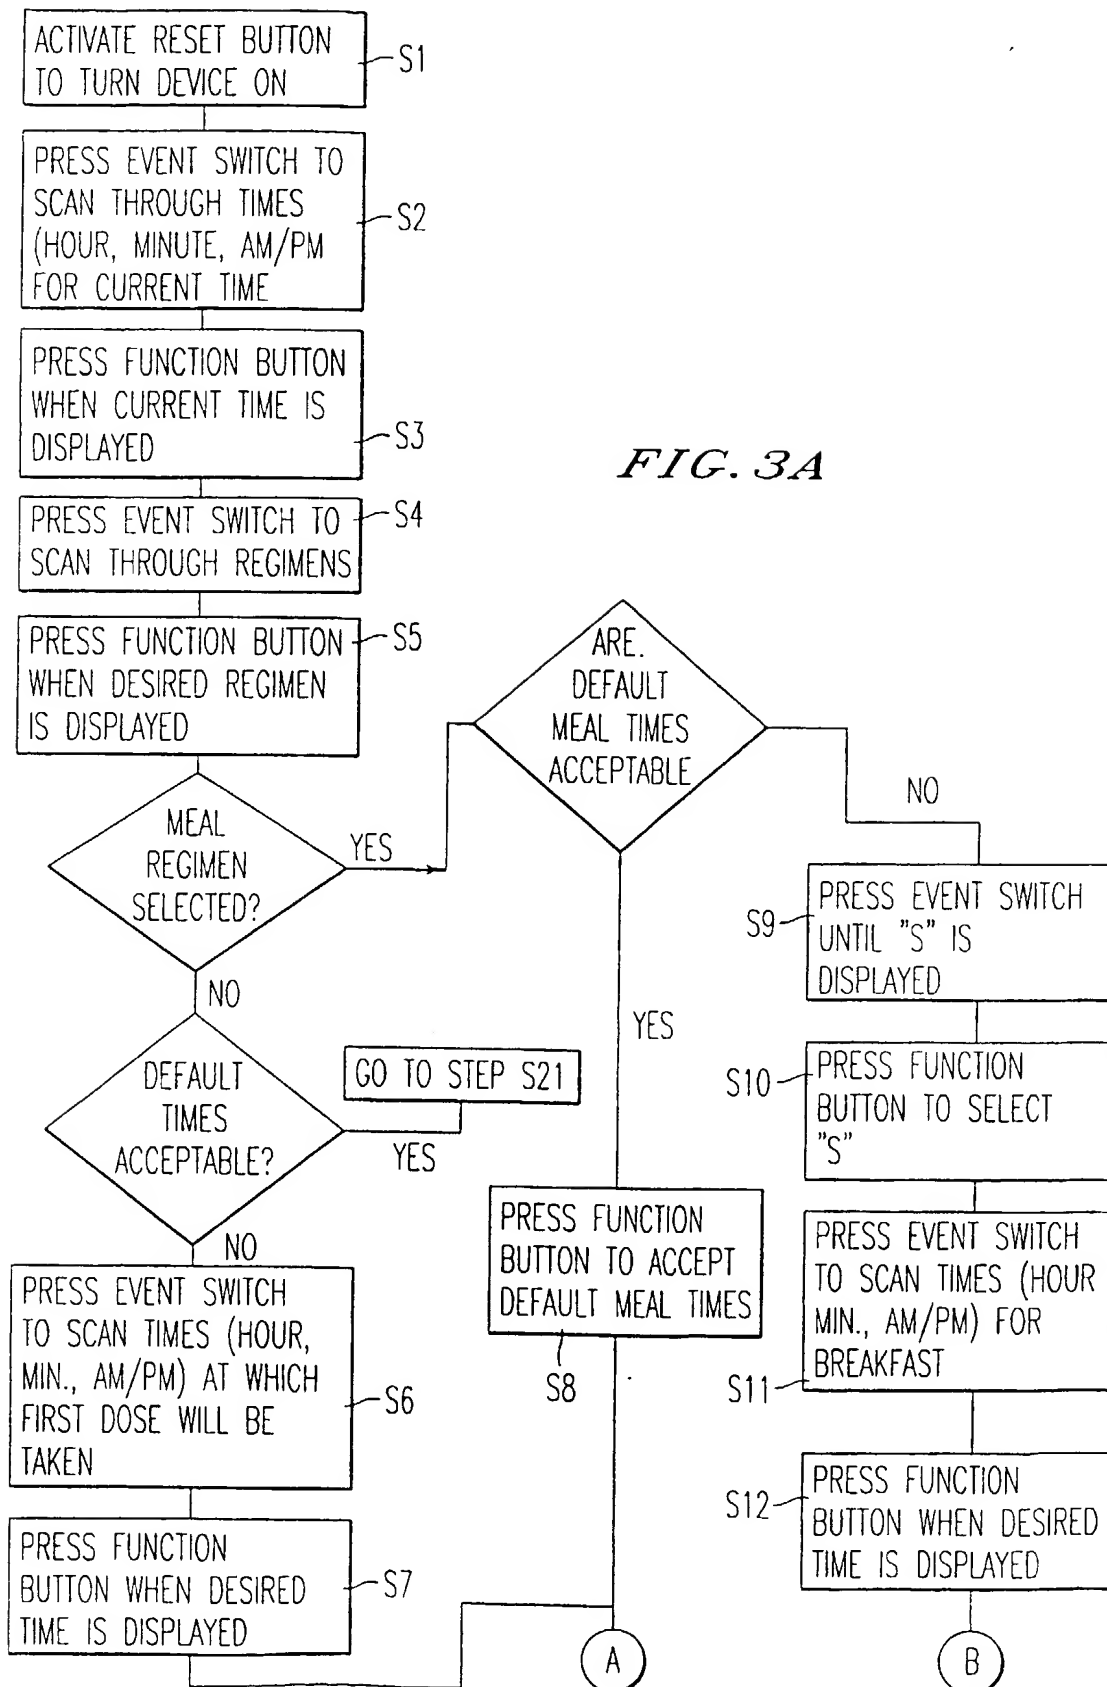 ACTIVATE RESET BUTTON
TO TURN DEVICE ON
S1
PRESS EVENT SWITCH TO
SCAN THROUGH TIMES
(HOUR, MINUTE, AM/PM
FOR CURRENT TIME
S2
PRESS FUNCTION BUTTON
WHEN CURRENT TIME IS
DISPLAYED
S3
FIG. 3A
PRESS EVENT SWITCH TO
SCAN THROUGH REGIMENS
S4
PRESS FUNCTION BUTTON
WHEN DESIRED REGIMEN
IS DISPLAYED
S5
MEAL
REGIMEN
SELECTED?
YES
NO
DEFAULT
TIMES
ACCEPTABLE?
YES
GO TO STEP S21
NO
PRESS EVENT SWITCH
TO SCAN TIMES (HOUR,
MIN., AM/PM) AT WHICH
FIRST DOSE WILL BE
TAKEN
S6
PRESS FUNCTION
BUTTON WHEN DESIRED
TIME IS DISPLAYED
S7
ARE.
DEFAULT
MEAL TIMES
ACCEPTABLE
YES
PRESS FUNCTION
BUTTON TO ACCEPT
DEFAULT MEAL TIMES
S8
A
NO
PRESS EVENT SWITCH
UNTIL "S" IS
DISPLAYED
S9
PRESS FUNCTION
BUTTON TO SELECT
"S"
S10
PRESS EVENT SWITCH
TO SCAN TIMES (HOUR
MIN., AM/PM) FOR
BREAKFAST
S11
PRESS FUNCTION
BUTTON WHEN DESIRED
TIME IS DISPLAYED
S12
B